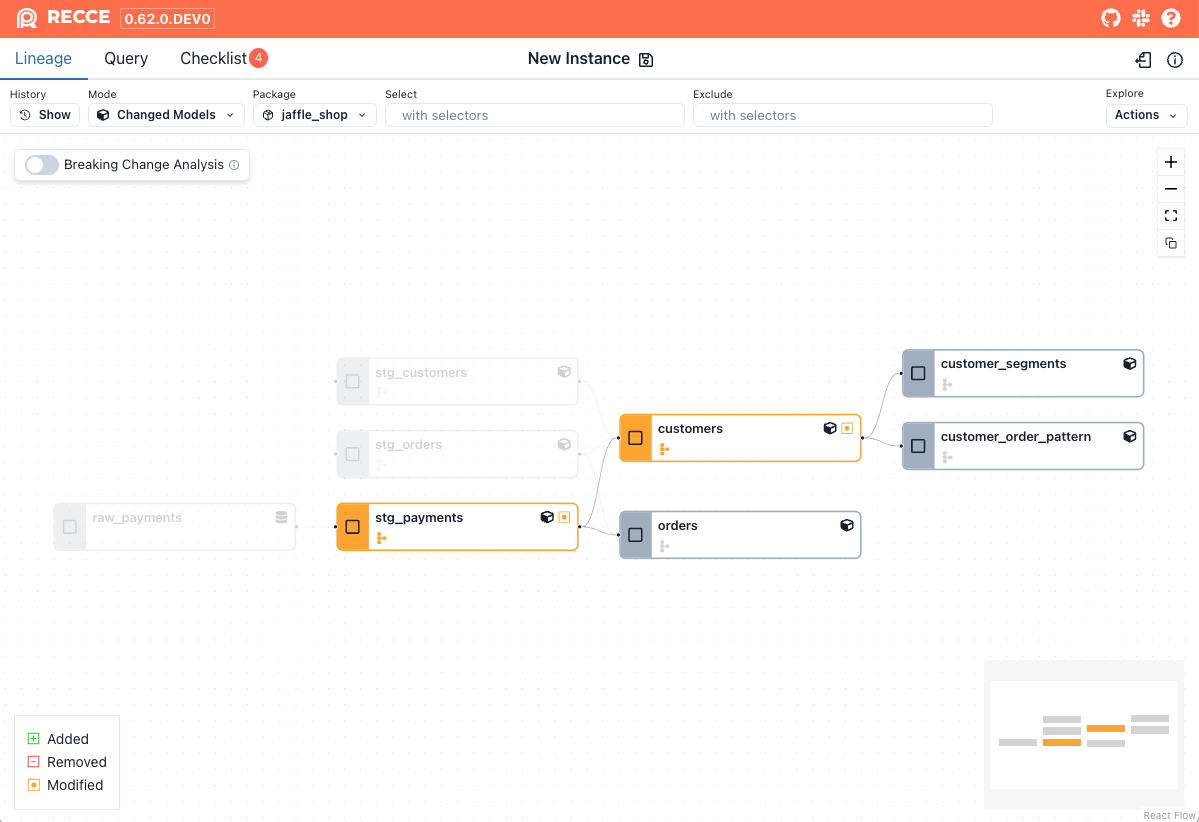 RECCE 0.62.0.DEV0
Lineage Query Checklist 4 New Instance
History Mode Package Select Exclude Explore
Show Changed Models jaffle_shop with selectors with selectors Actions
Breaking Change Analysis
customer_segments
stg_customers
customers
customer_order_pattern
stg_orders
raw_payments stg_payments
orders
Added
Removed
Modified
React Flow